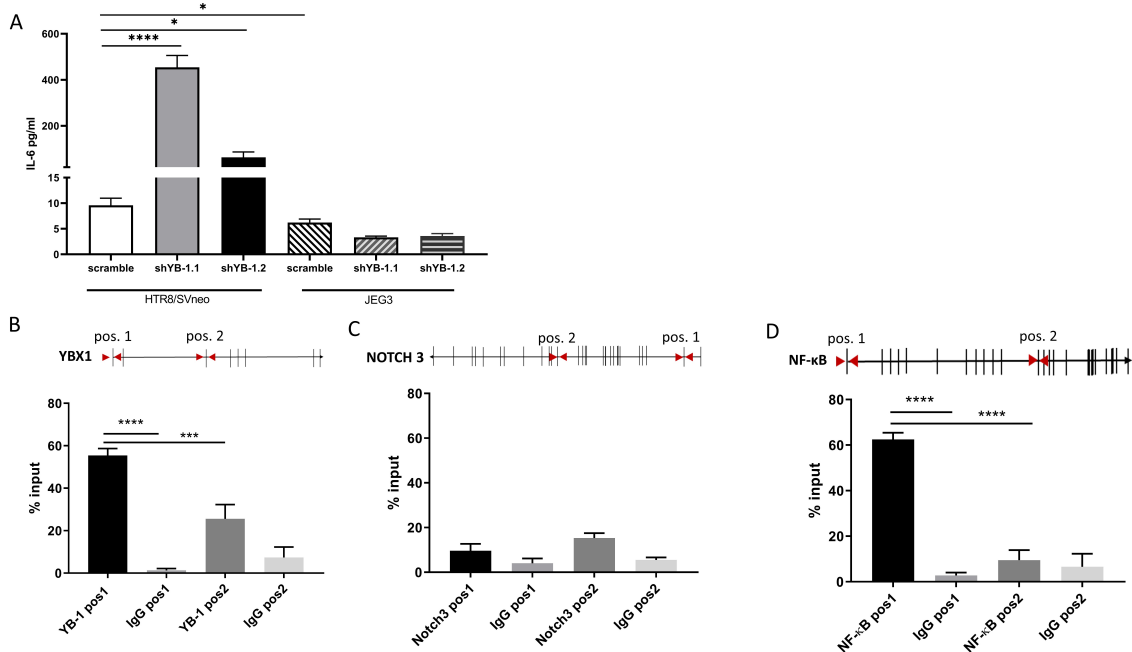 A
*
*
****
600
400
200
15
10
5
0
IL-6 pg/ml
scramble shYB-1.1 shYB-1.2 scramble shYB-1.1 shYB-1.2
HTR8/SVneo JEG3
B
pos. 1 pos. 2
YBX1
80
60
40
20
0
% input
****
***
YB-1 pos1
IgG pos1
YB-1 pos2
IgG pos2
C
pos. 2 pos. 1
NOTCH 3
80
60
40
20
0
% input
Notch3 pos1
IgG pos1
Notch3 pos2
IgG pos2
D
pos. 1 pos. 2
NF-κB
80
60
40
20
0
% input
****
****
NF-κB pos1
IgG pos1
NF-κB pos2
IgG pos2